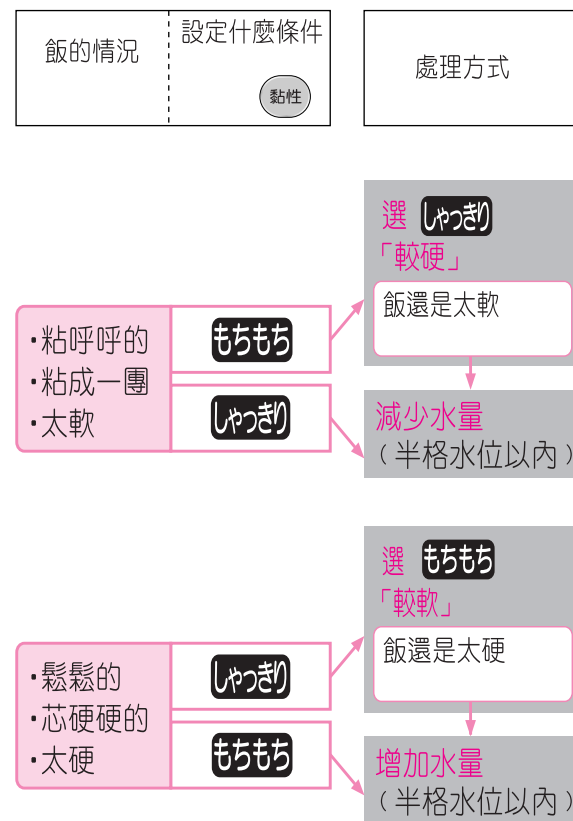 飯的情況
設定什麼條件
黏性
處理方式
選 しゃっきり
「較硬」
飯還是太軟
・粘呼呼的
・粘成一團
・太軟
もちもち
しゃっきり
減少水量
（半格水位以內）
選 もちもち
「較軟」
飯還是太硬
・鬆鬆的
・芯硬硬的
・太硬
しゃっきり
もちもち
增加水量
（半格水位以內）